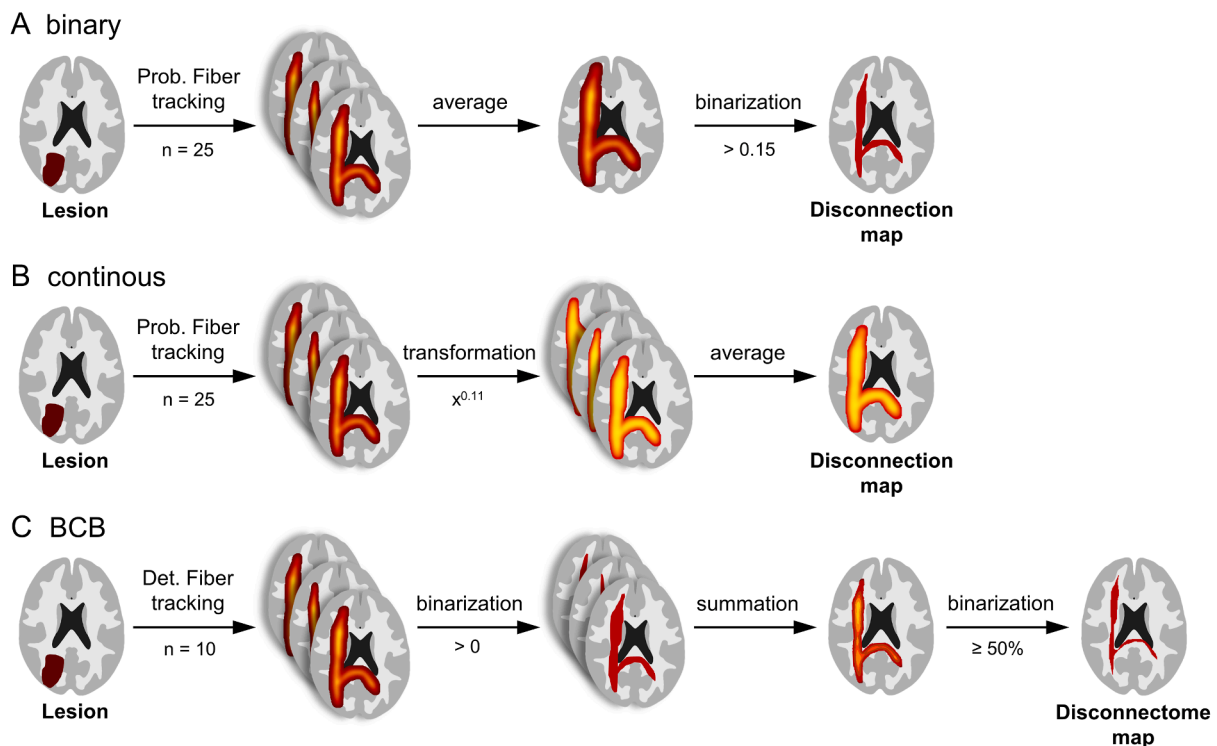 A binary
Prob. Fiber
tracking
n = 25
average
binarization
> 0.15
Lesion
Disconnection
map
B continous
Prob. Fiber
tracking
n = 25
transformation
x^0.11
average
Lesion
Disconnection
map
C BCB
Det. Fiber
tracking
n = 10
binarization
> 0
summation
binarization
≥ 50%
Lesion
Disconnectome
map